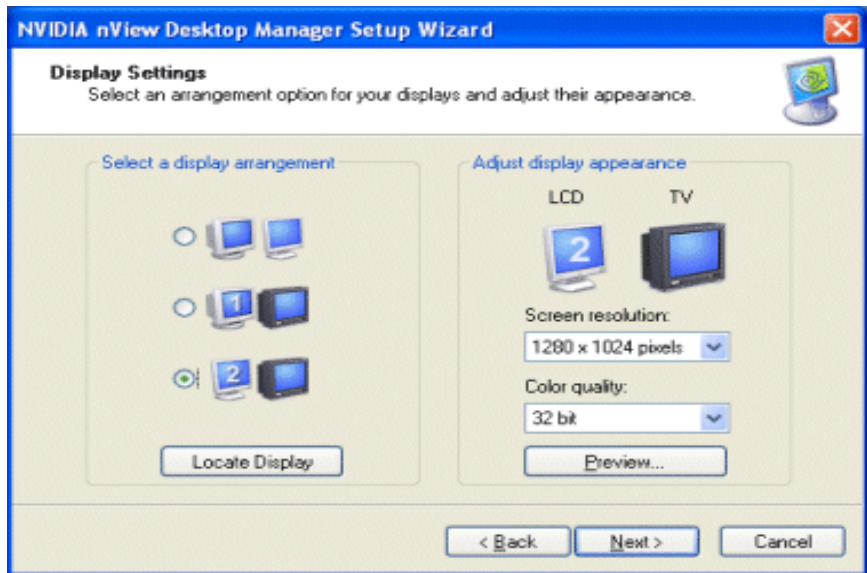 NVIDIA nView Desktop Manager Setup Wizard
Display Settings
Select an arrangement option for your displays and adjust their appearance.
Select a display arrangement
1
2
Locate Display
Adjust display appearance
LCD TV
2
Screen resolution:
1280 x 1024 pixels
Color quality:
32 bit
Preview...
< Back Next > Cancel